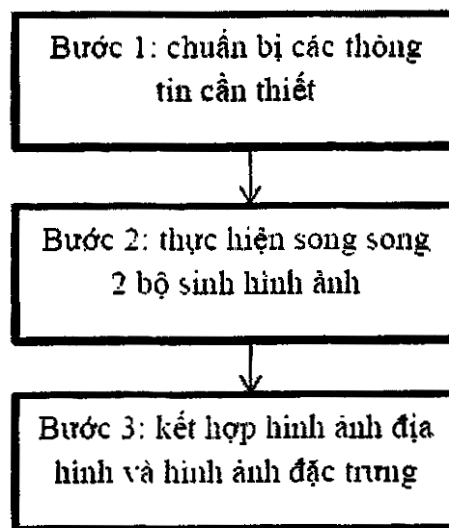 Bước 1: chuẩn bị các thông
tin cần thiết
Bước 2: thực hiện song song
2 bộ sinh hình ảnh
Bước 3: kết hợp hình ảnh địa
hình và hình ảnh đặc trưng